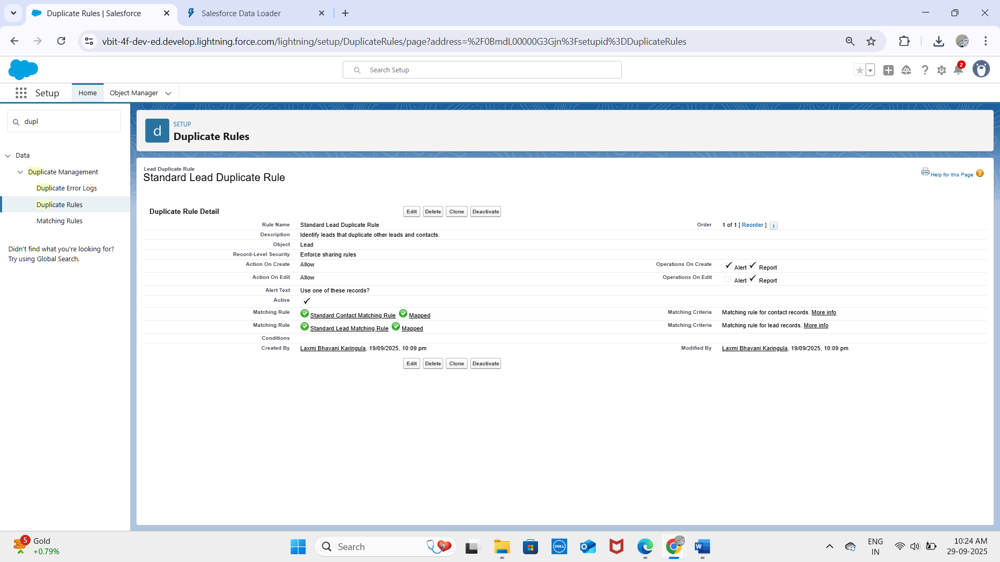 Duplicate Rules | Salesforce
Salesforce Data Loader
vbit-4f-dev-ed.develop.lightning.force.com/lightning/setup/DuplicateRules/page?address=%2F0BmdL00000G3Gjn%3Fsetupid%3DDuplicateRules
Search Setup
2
Setup
Home
Object Manager
dupl
Data
Duplicate Management
Duplicate Error Logs
Duplicate Rules
Matching Rules
Didn't find what you're looking for?
Try using Global Search.
d
SETUP
Duplicate Rules
Lead Duplicate Rule
Standard Lead Duplicate Rule
Help for this Page
Duplicate Rule Detail
Edit Delete Clone Deactivate
Rule Name Standard Lead Duplicate Rule Order 1 of 1 [ Reorder ] i
Description Identify leads that duplicate other leads and contacts.
Object Lead
Record-Level Security Enforce sharing rules
Action On Create Allow Operations On Create Alert Report
Action On Edit Allow Operations On Edit Alert Report
Alert Text Use one of these records?
Active
Matching Rule Standard Contact Matching Rule Mapped Matching Criteria Matching rule for contact records. More info
Matching Rule Standard Lead Matching Rule Mapped Matching Criteria Matching rule for lead records. More info
Conditions
Created By Laxmi Bhavani Karingula, 19/09/2025, 10:09 pm Modified By Laxmi Bhavani Karingula, 19/09/2025, 10:09 pm
Edit Delete Clone Deactivate
5
Gold
+0.79%
Search
DELL
ENG
IN
10:24 AM
29-09-2025